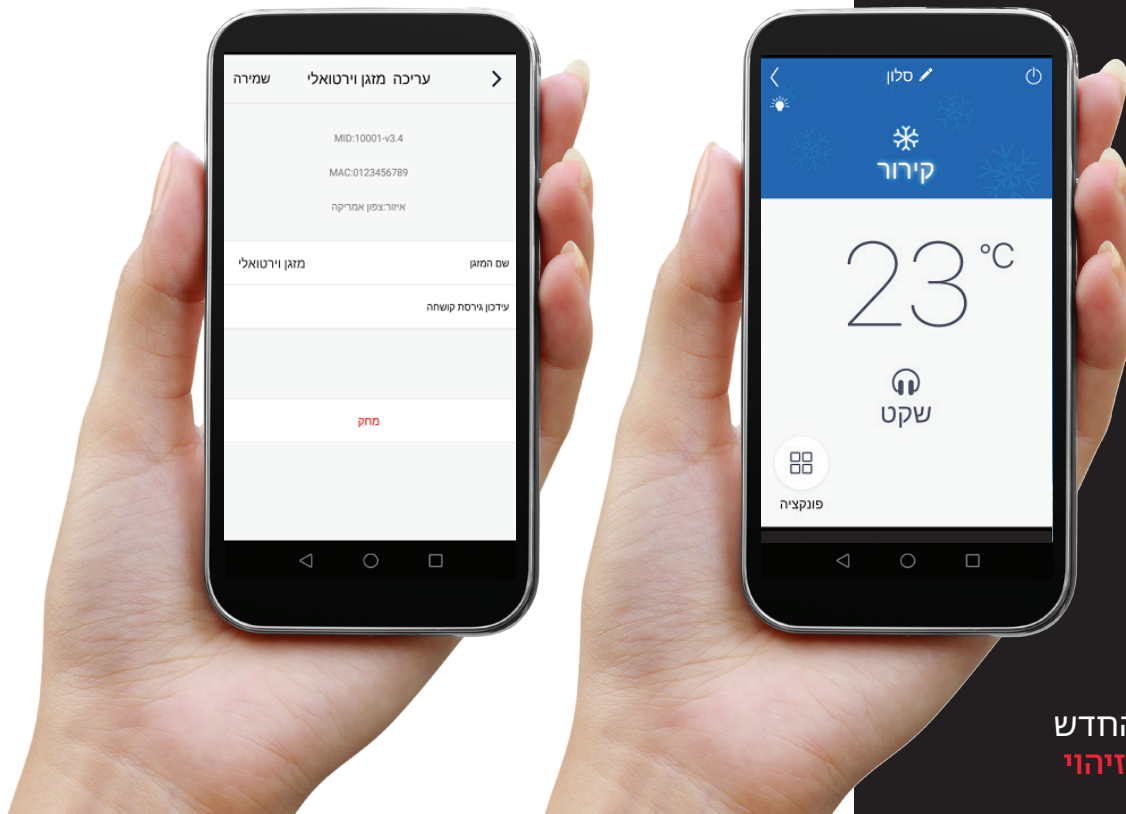 עריכה מזגן וירטואלי
שמירה
MID:10001-v3.4
MAC:0123456789
איזור:צפון אמריקה
שם המזגן
מזגן וירטואלי
עידכון גירסת קושחה
מחק
סלון
קירור
23°C
שקט
פונקציה
החדש
זיהוי